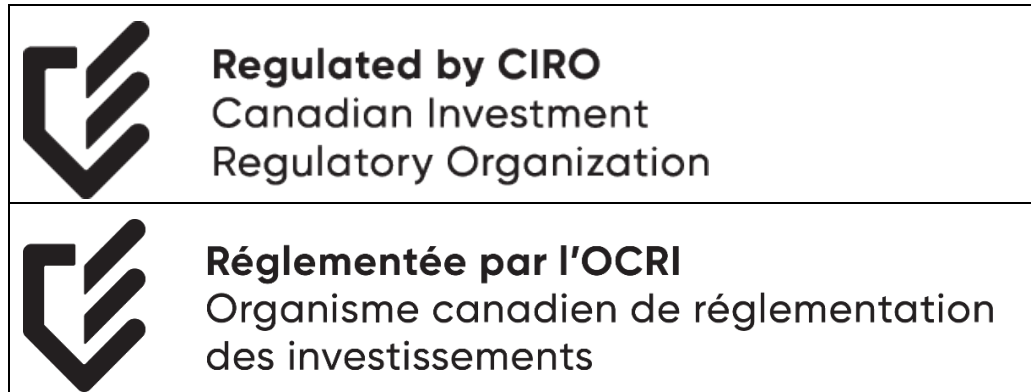 Regulated by CIRO
Canadian Investment
Regulatory Organization
Réglementée par l'OCRI
Organisme canadien de réglementation
des investissements